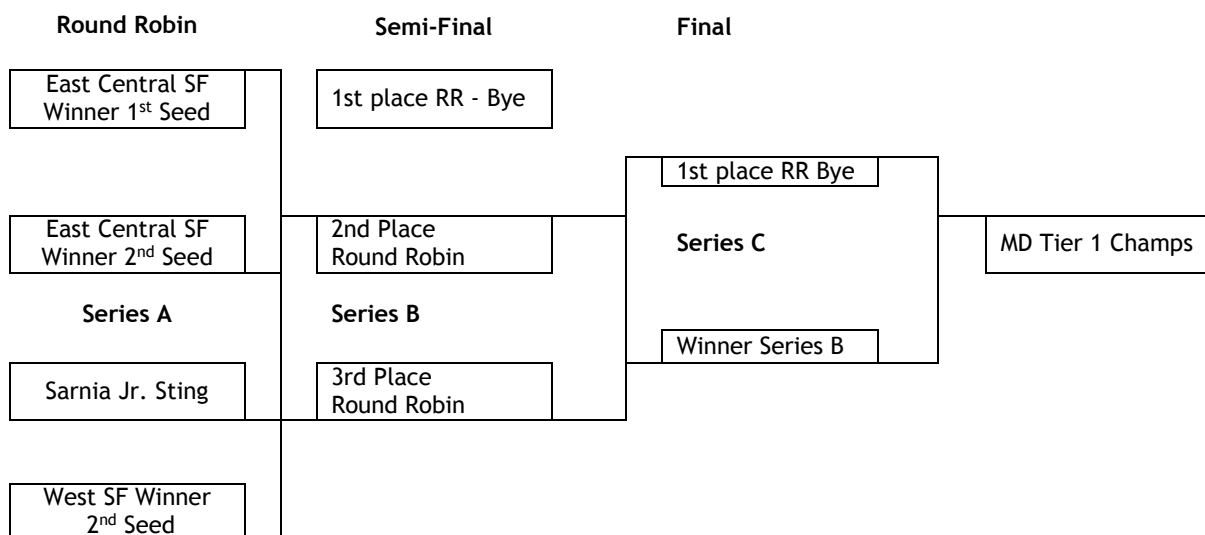 Round Robin
Semi-Final
Final
East Central SF
Winner 1st Seed
1st place RR - Bye
1st place RR Bye
East Central SF
Winner 2nd Seed
2nd Place
Round Robin
Series C
MD Tier 1 Champs
Series A
Series B
Winner Series B
Sarnia Jr. Sting
3rd Place
Round Robin
West SF Winner
2nd Seed